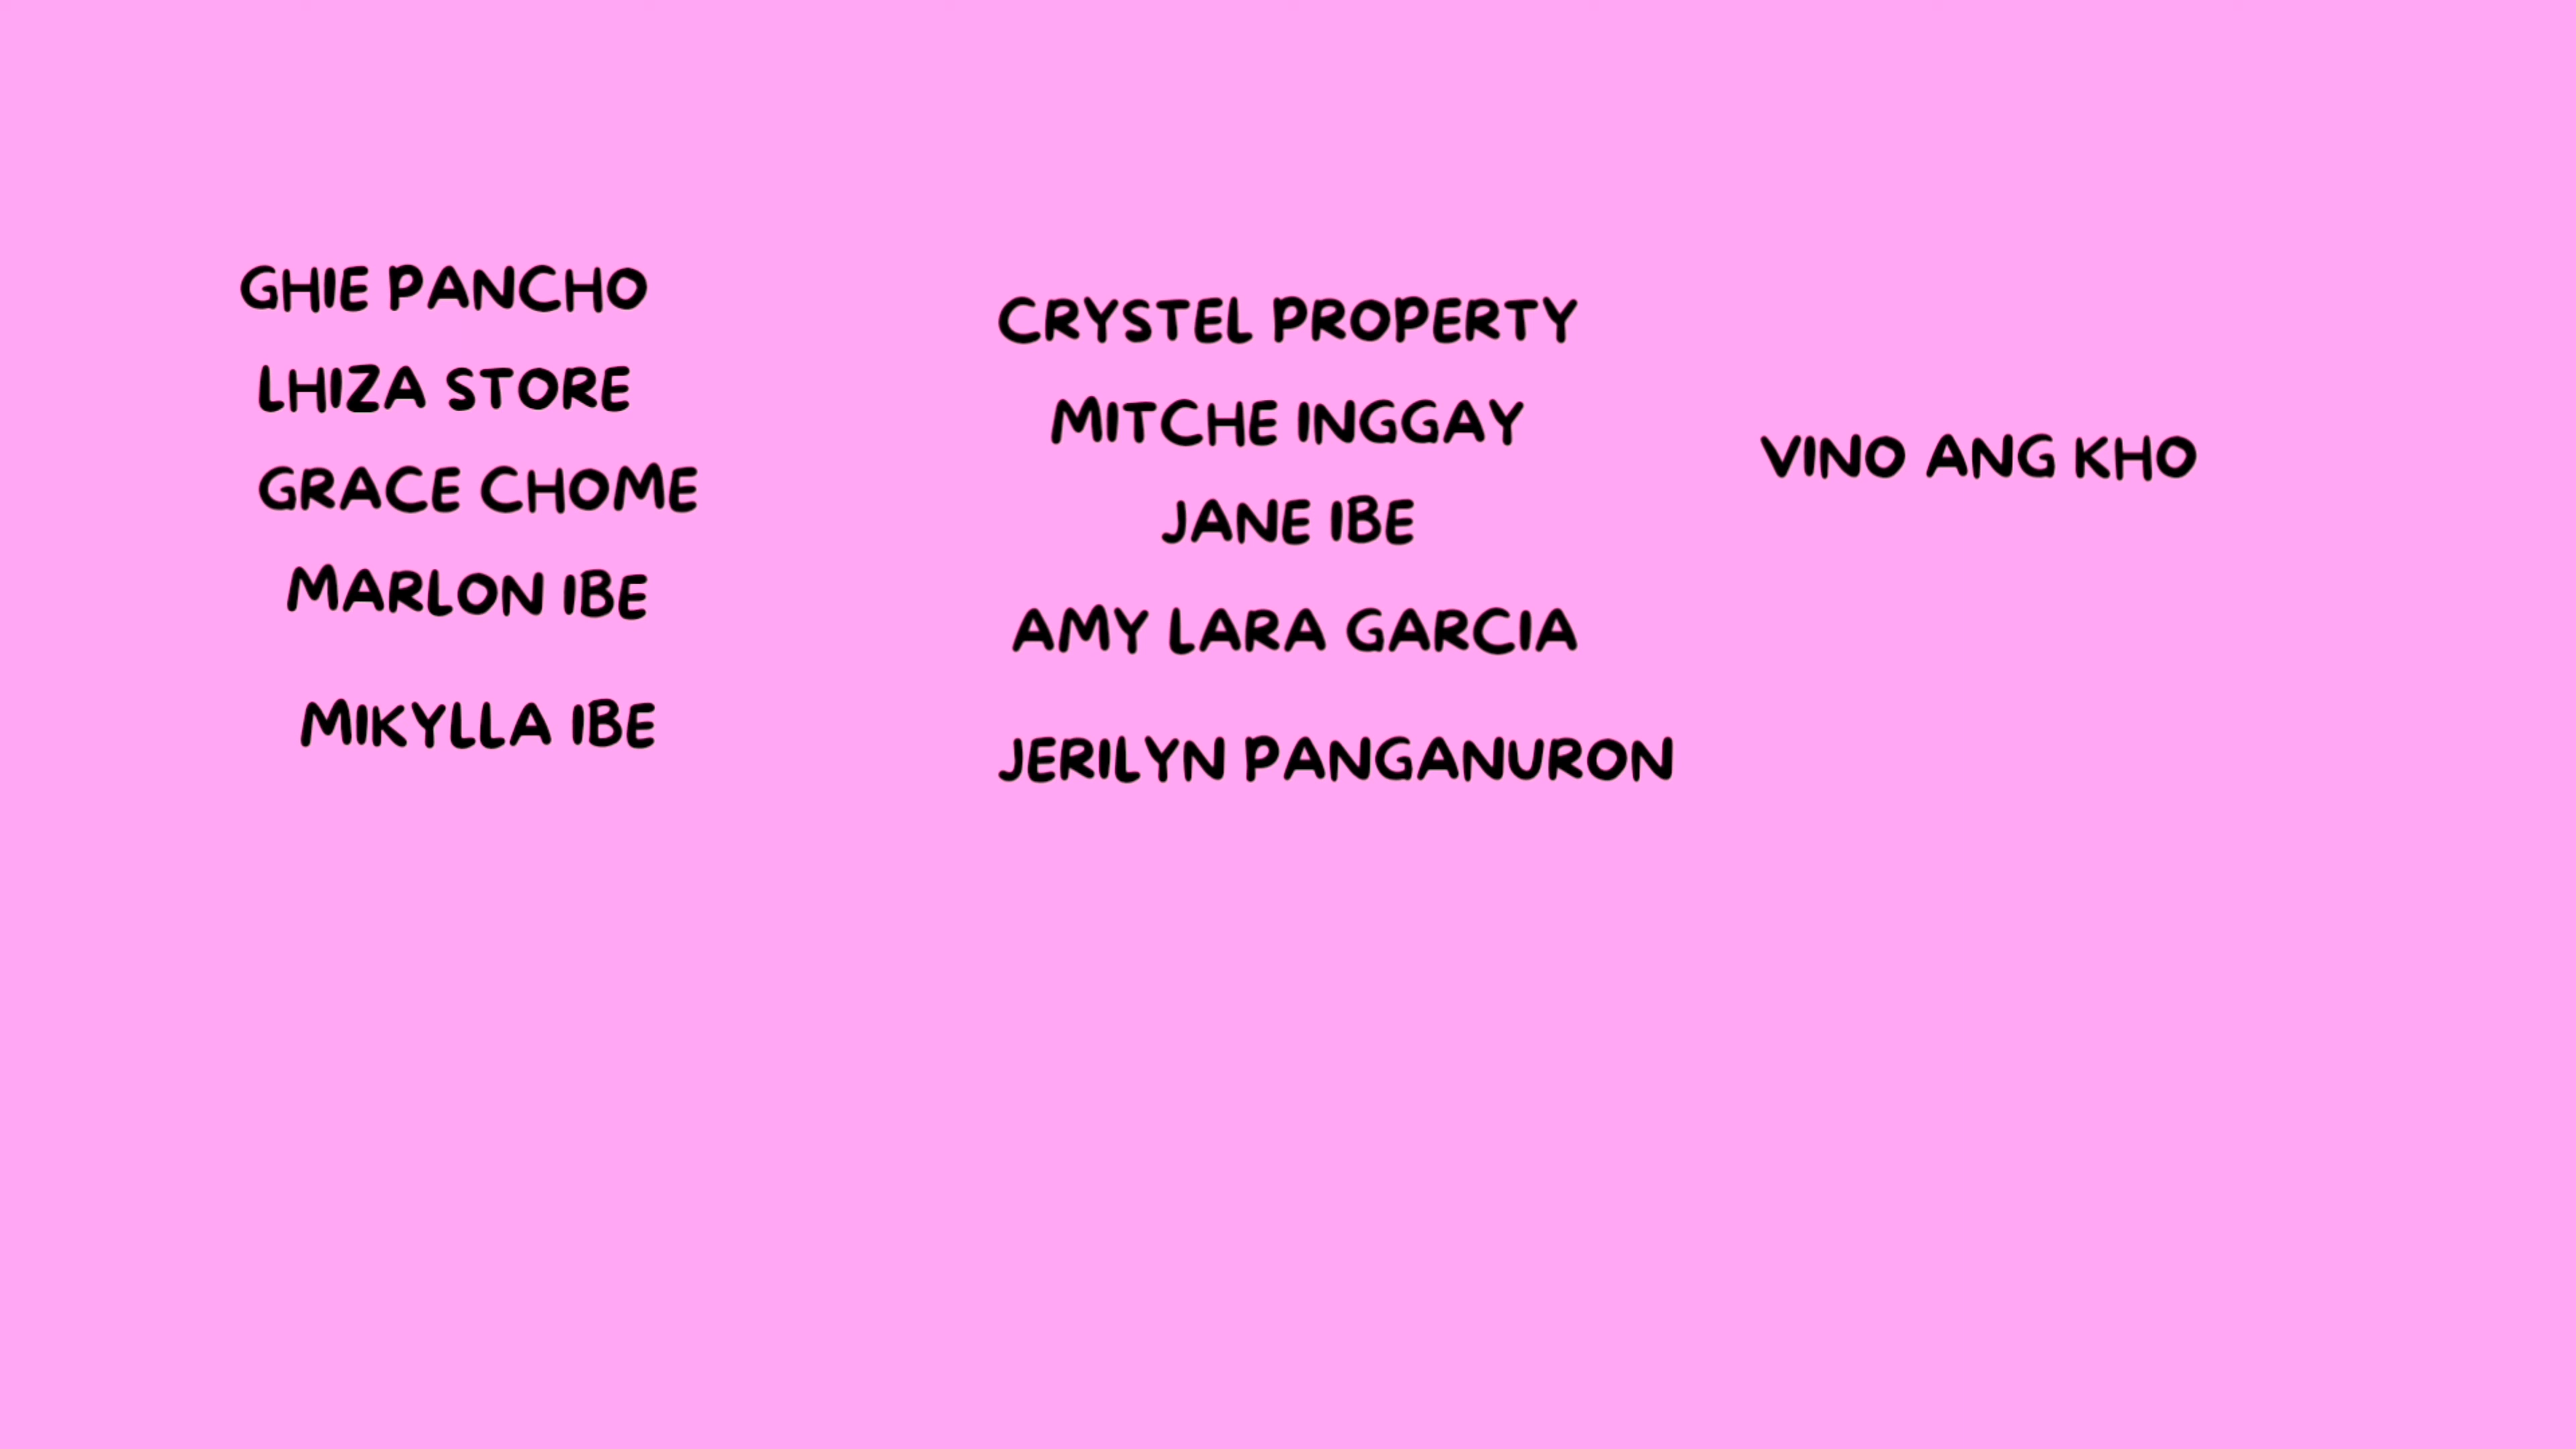 GHIE PANCHO
LHIZA STORE
GRACE CHOME
MARLON IBE
MIKYLLA IBE
CRYSTEL PROPERTY
MITCHE INGGAY
JANE IBE
AMY LARA GARCIA
JERILYN PANGANURON
VINO ANG KHO